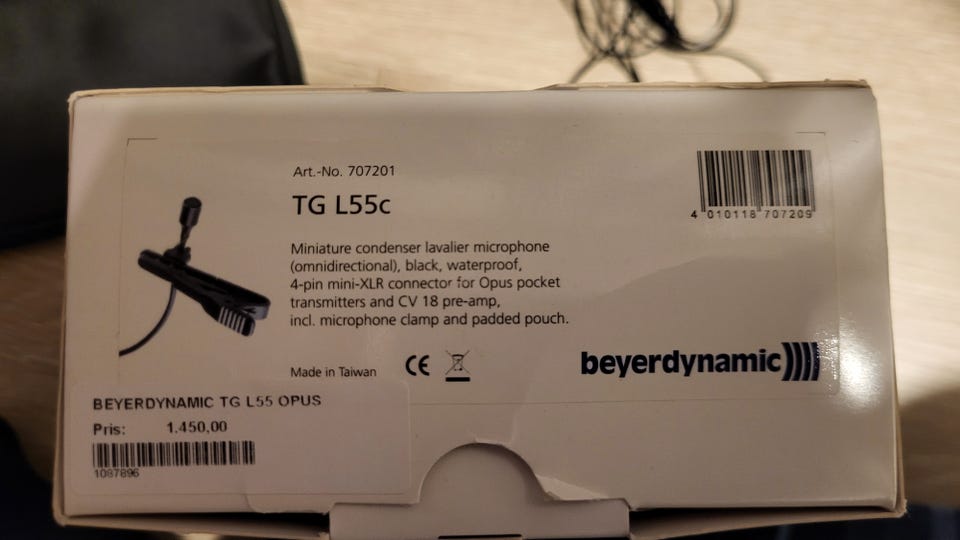 Art.-No. 707201
TG L55c
4 010118 707209
Miniature condenser lavalier microphone
(omnidirectional), black, waterproof,
4-pin mini-XLR connector for Opus pocket
transmitters and CV 18 pre-amp,
incl. microphone clamp and padded pouch.
Made in Taiwan
CE
beyerdynamic
BEYERDYNAMIC TG L55 OPUS
Pris: 1.450,00
1087896